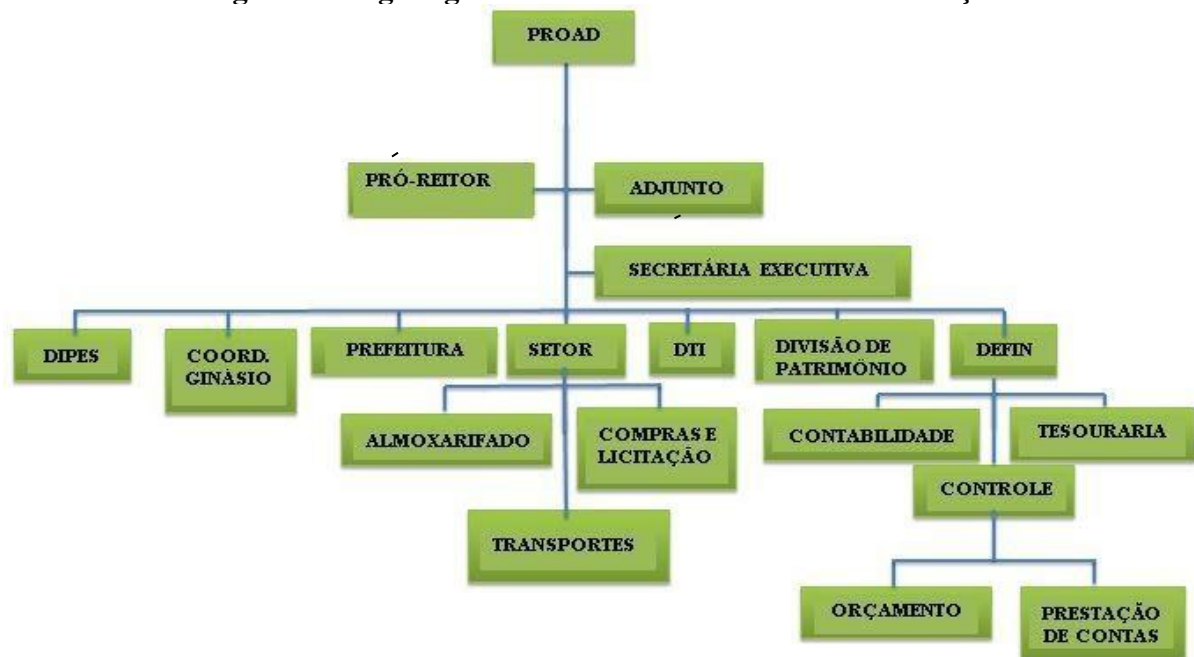 PROAD
PRÓ-REITOR
ADJUNTO
SECRETÁRIA EXECUTIVA
DIPES
COORD.
GINÁSIO
PREFEITURA
SETOR
DTI
DIVISÃO DE
PATRIMÔNIO
DEFIN
ALMOXARIFADO
COMPRAS E
LICITAÇÃO
CONTABILIDADE
TESOURARIA
CONTROLE
TRANSPORTES
ORÇAMENTO
PRESTAÇÃO
DE CONTAS